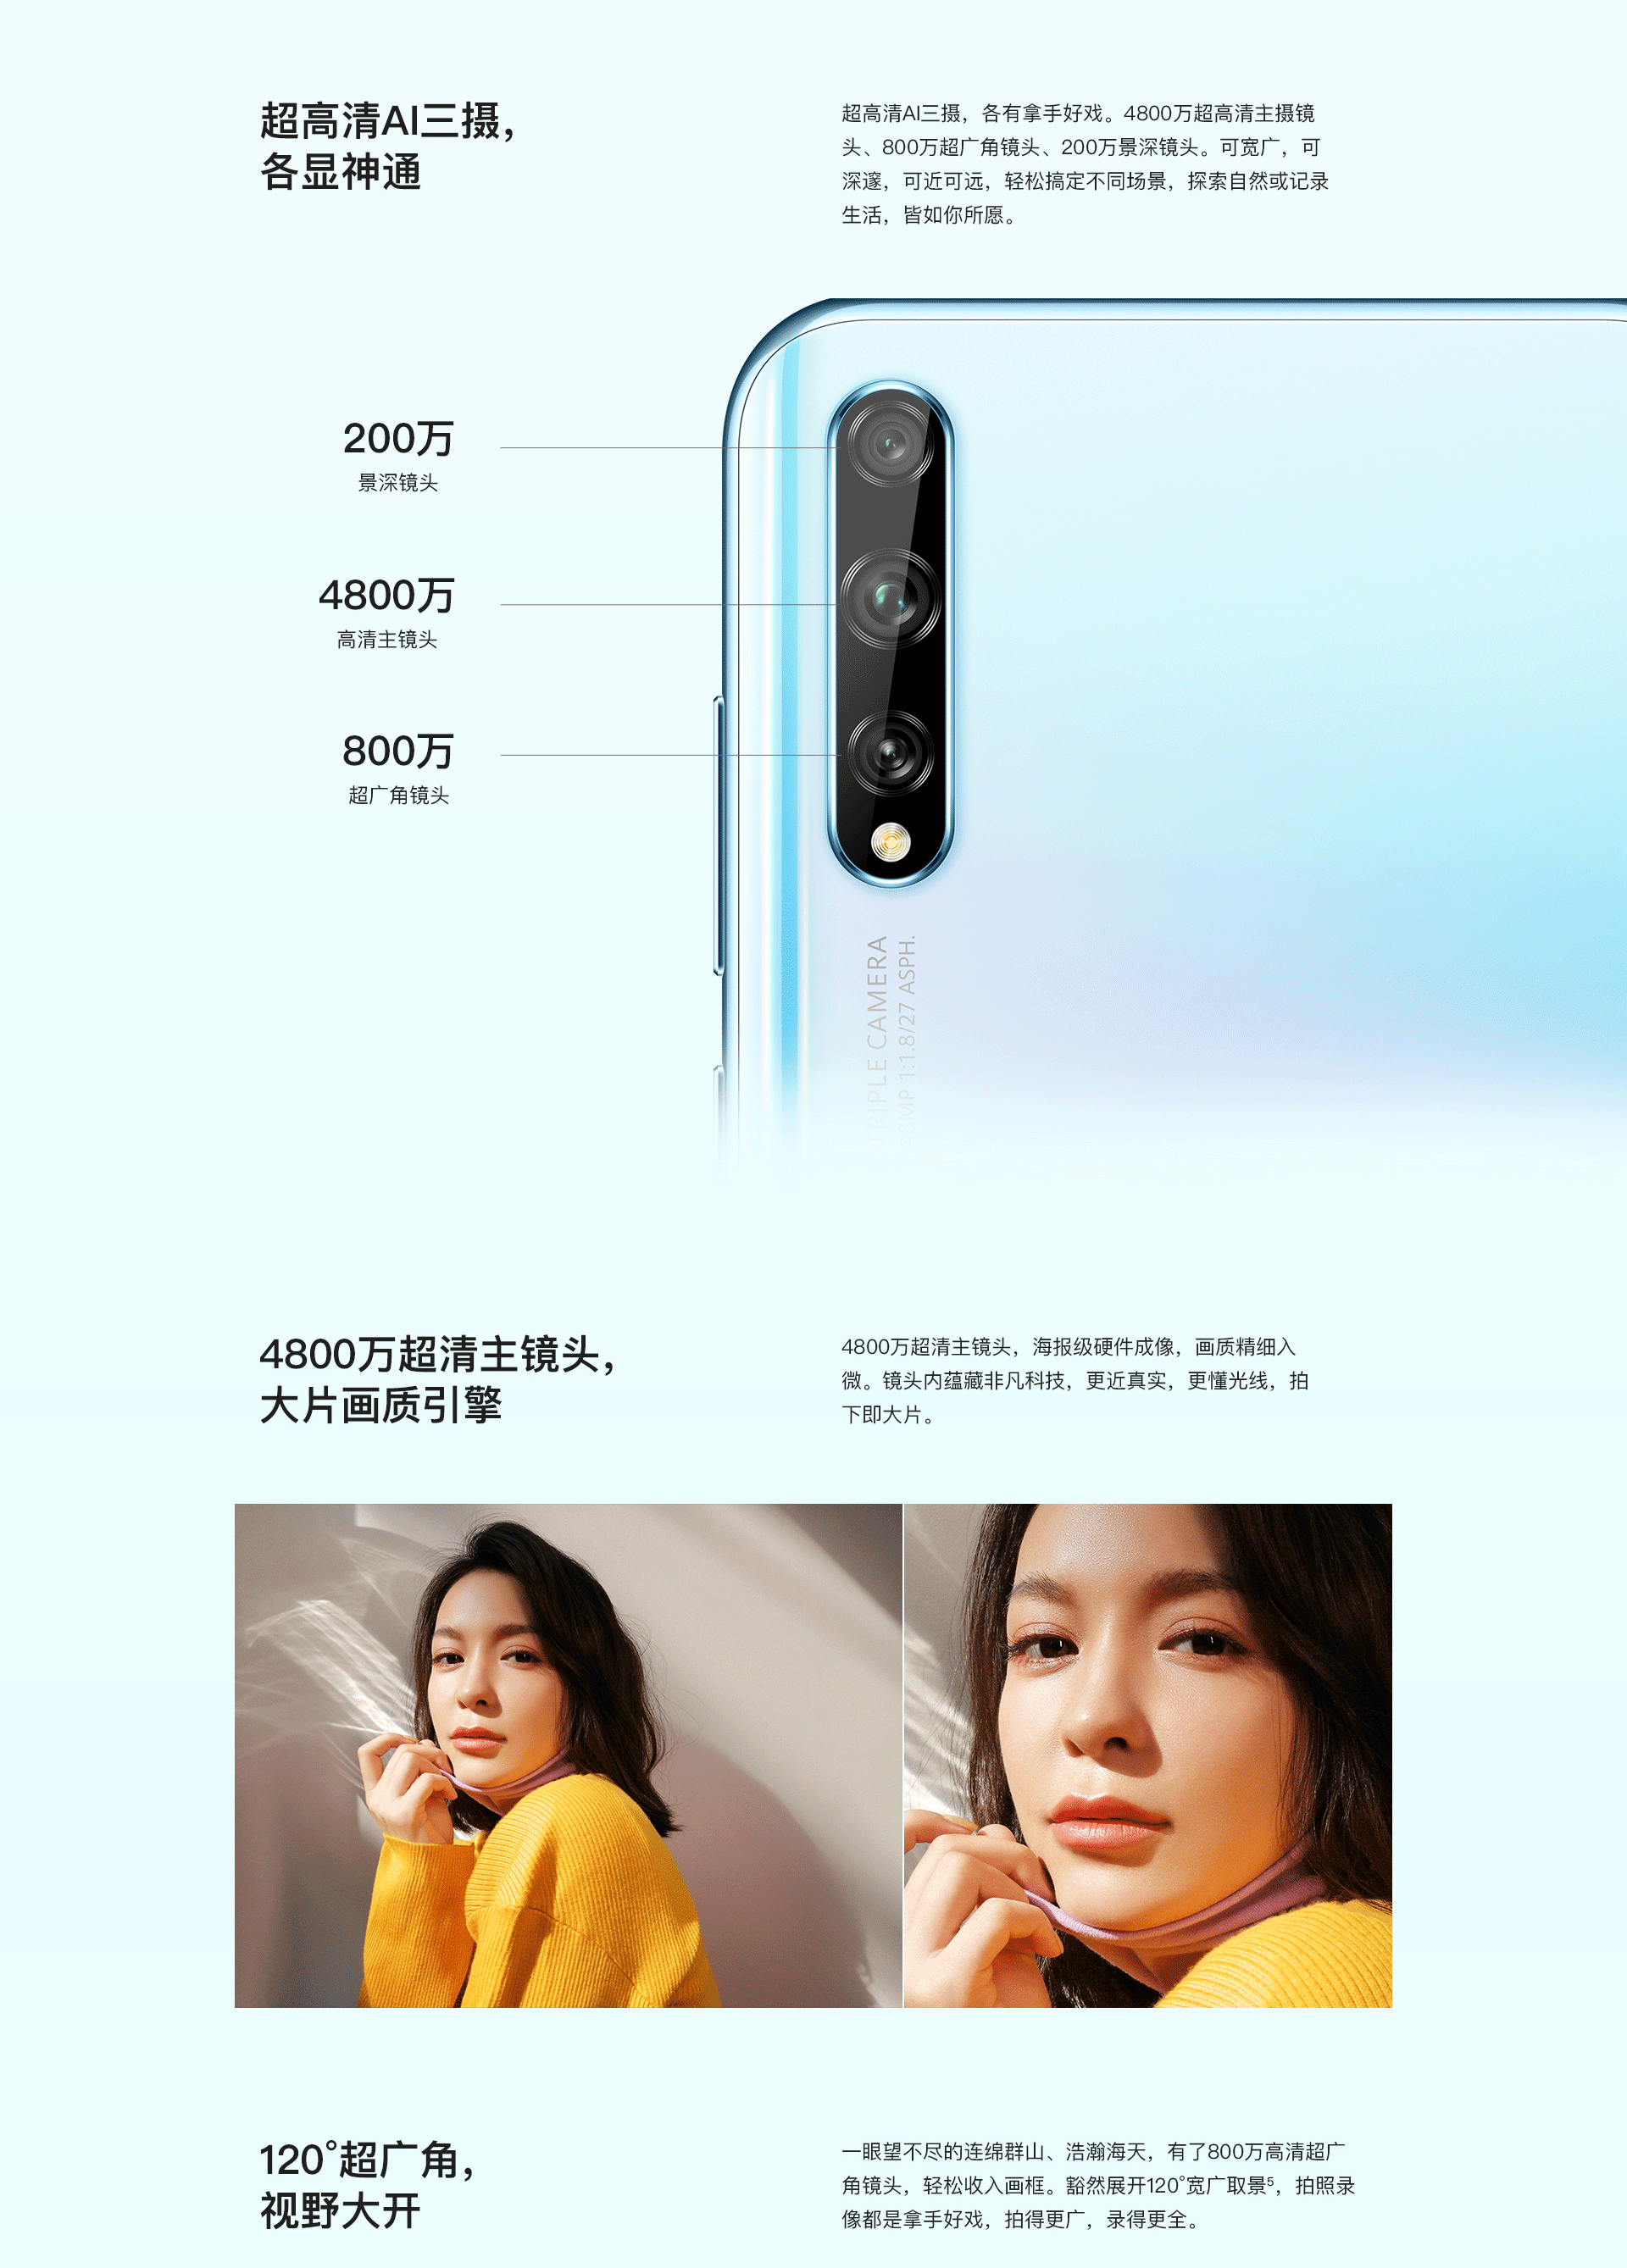 超高清AI三摄，
各显神通
超高清AI三摄，各有拿手好戏。4800万超高清主摄镜
头、800万超广角镜头、200万景深镜头。可宽广，可
深邃，可近可远，轻松搞定不同场景，探索自然或记录
生活，皆如你所愿。
200万
景深镜头
4800万
高清主镜头
800万
超广角镜头
TRIPLE CAMERA
48MP 1:1.8/27 ASPH.
4800万超清主镜头，
大片画质引擎
4800万超清主镜头，海报级硬件成像，画质精细入
微。镜头内蕴藏非凡科技，更近真实，更懂光线，拍
下即大片。
120°超广角，
视野大开
一眼望不尽的连绵群山、浩瀚海天，有了800万高清超广
角镜头，轻松收入画框。豁然展开120°宽广取景⁵，拍照录
像都是拿手好戏，拍得更广，录得更全。